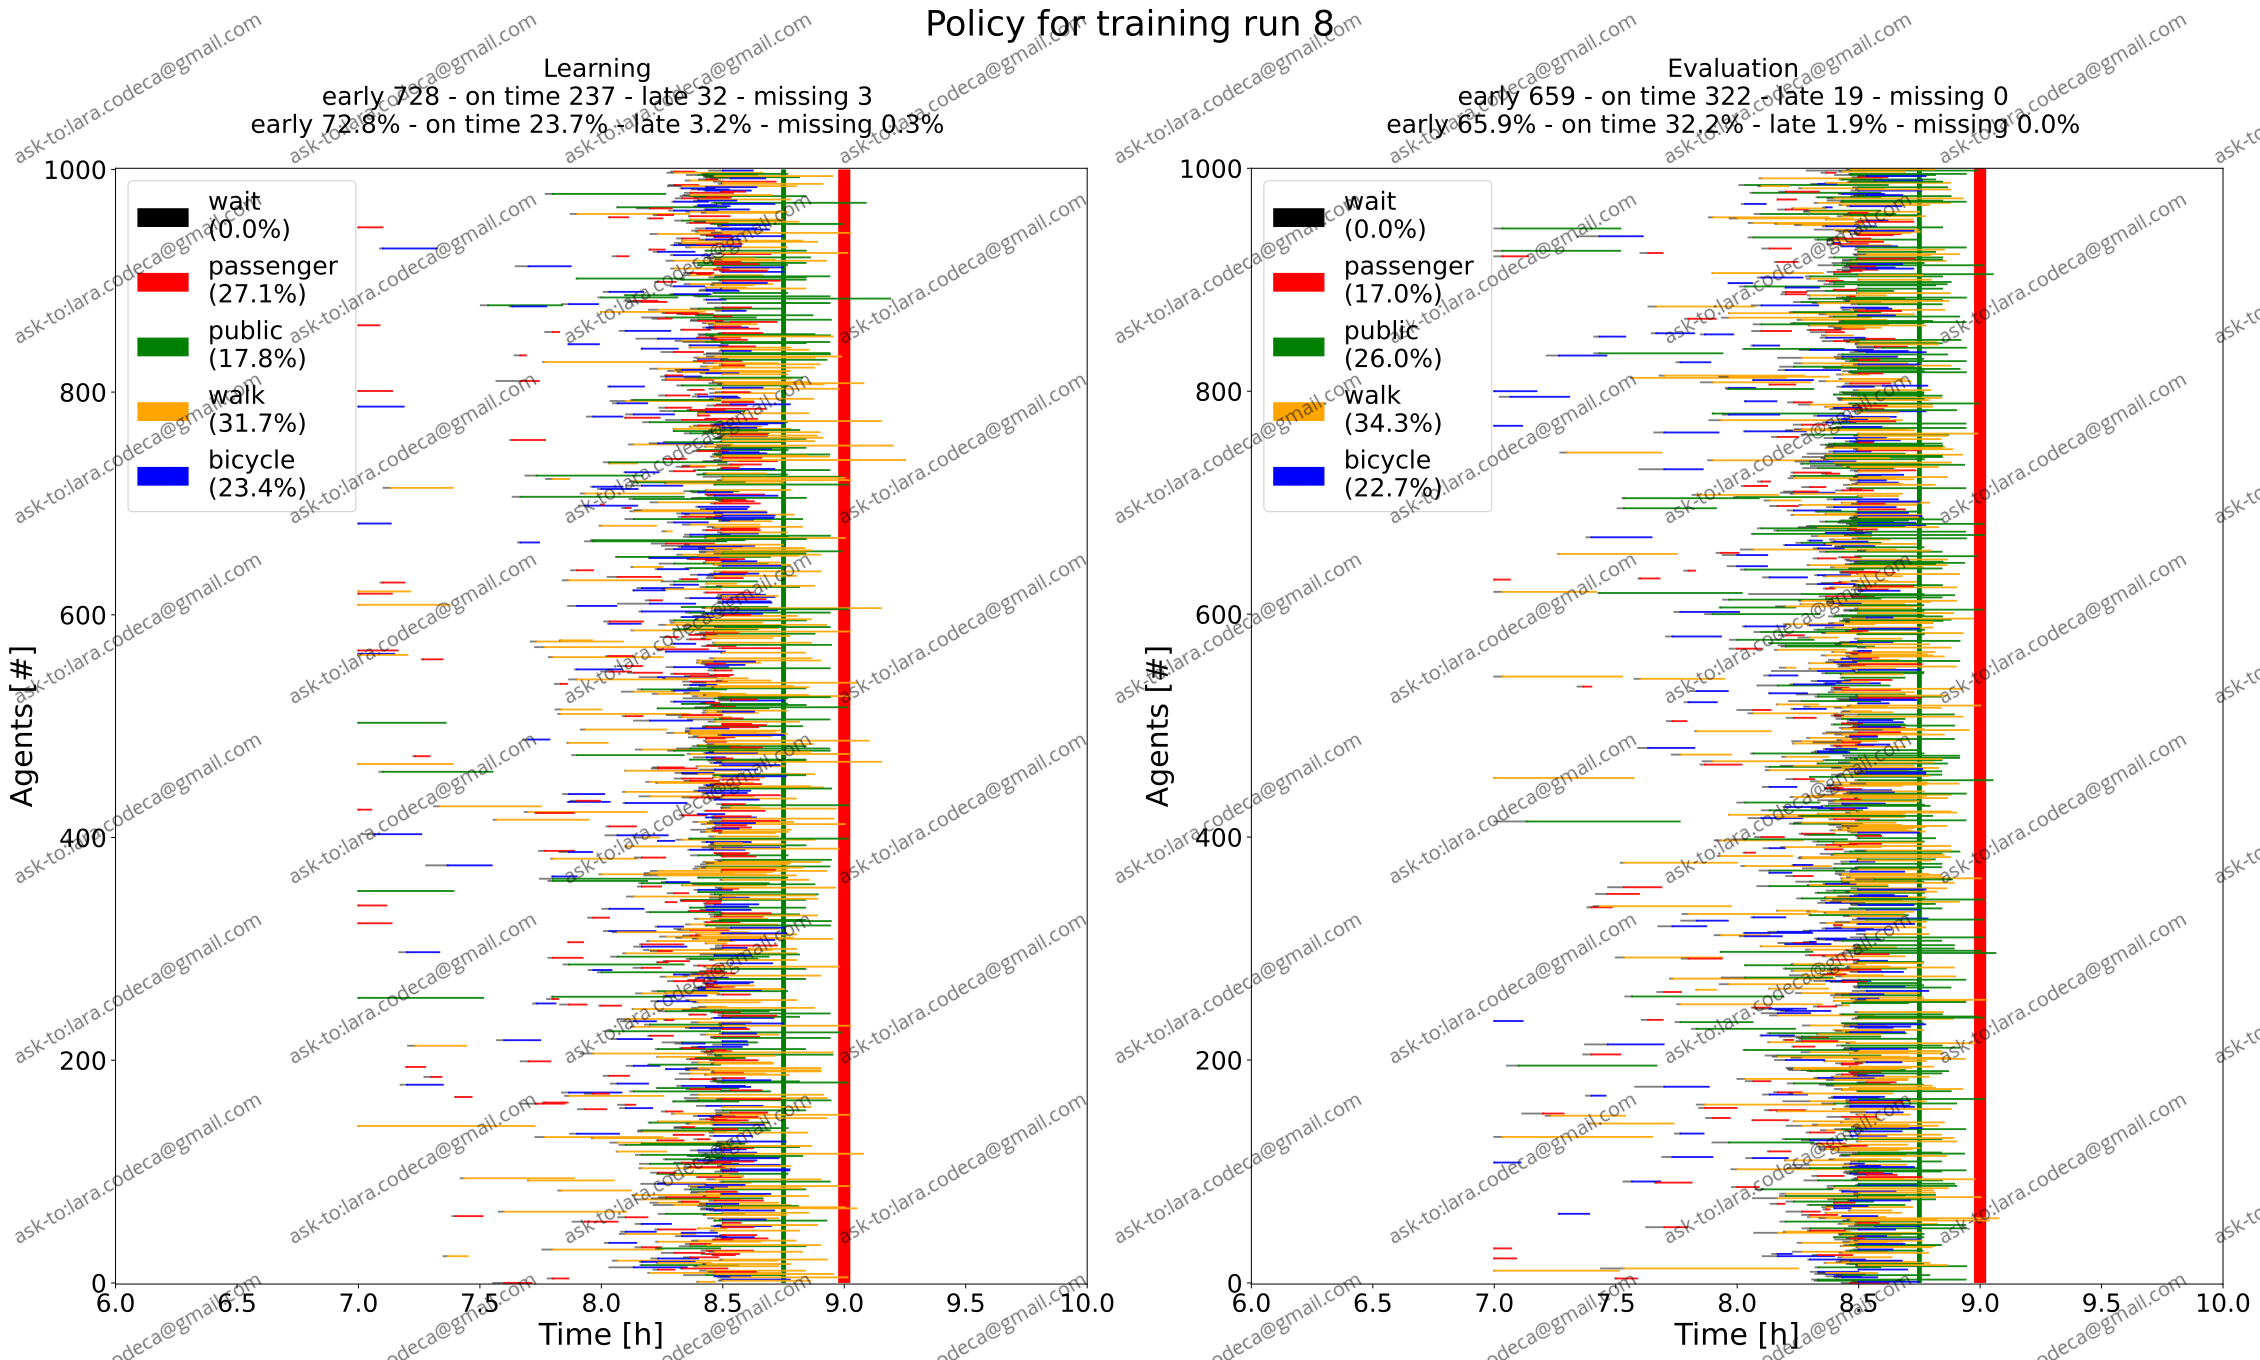 Policy for training run 8
Learning
early 728 - on time 237 - late 32 - missing 3
early 72.8% - on time 23.7% - late 3.2% - missing 0.3%
1000
800
600
400
200
0
Agents [#]
wait
(0.0%)
passenger
(27.1%)
public
(17.8%)
walk
(31.7%)
bicycle
(23.4%)
6.0 6.5 7.0 7.5 8.0 8.5 9.0 9.5 10.0
Time [h]
Evaluation
early 659 - on time 322 - late 19 - missing 0
early 65.9% - on time 32.2% - late 1.9% - missing 0.0%
1000
800
600
400
200
0
Agents [#]
wait
(0.0%)
passenger
(17.0%)
public
(26.0%)
walk
(34.3%)
bicycle
(22.7%)
6.0 6.5 7.0 7.5 8.0 8.5 9.0 9.5 10.0
Time [h]
ask-to:lara.codeca@gmail.com